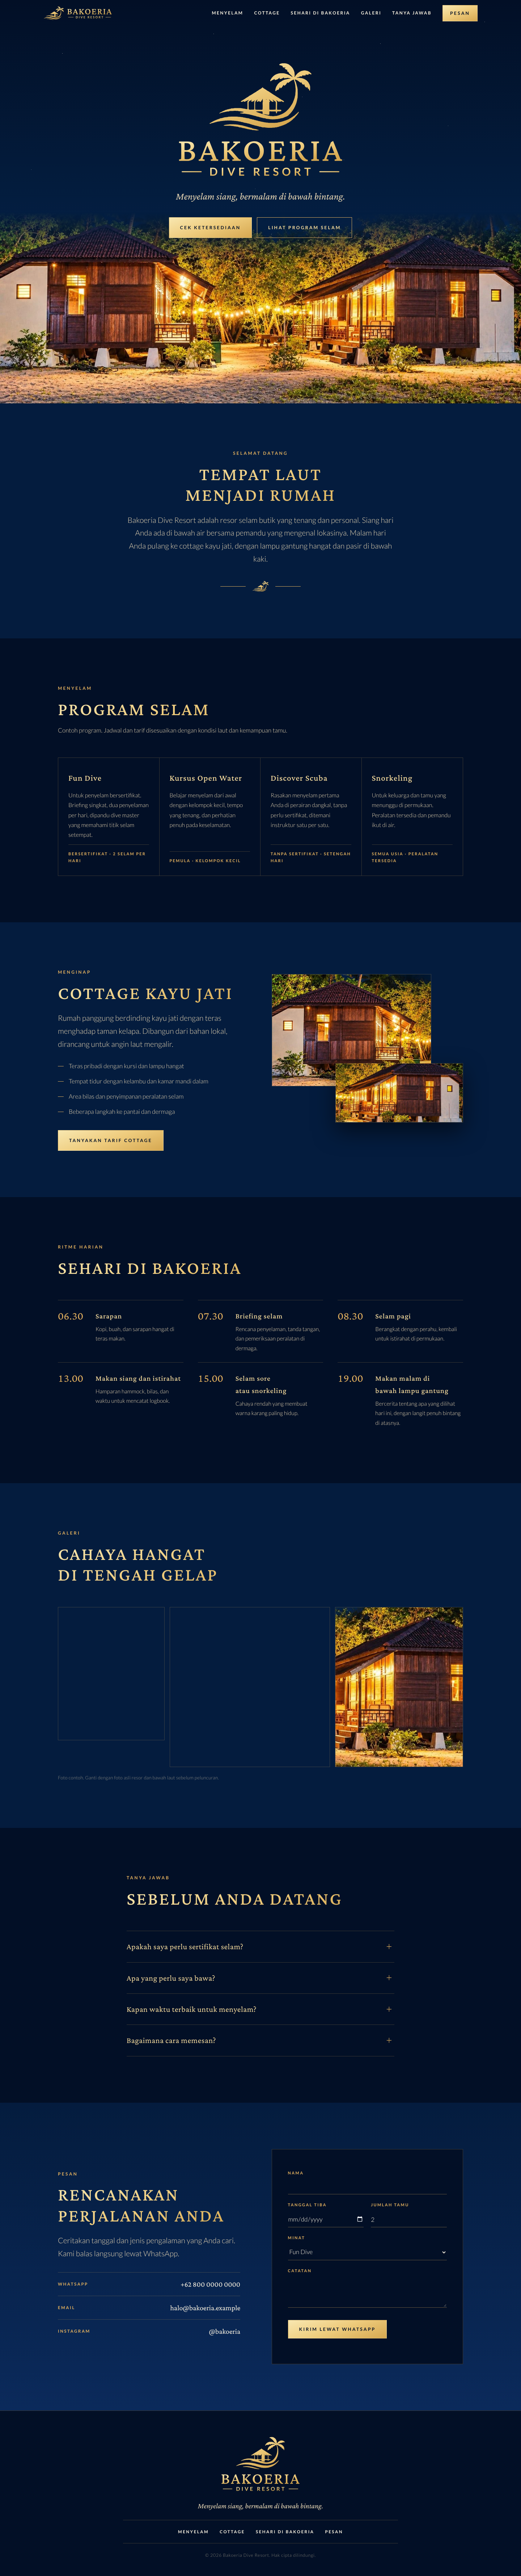 BAKOERIA
DIVE RESORT
MENYELAM COTTAGE SEHARI DI BAKOERIA GALERI TANYA JAWAB PESAN
BAKOERIA
DIVE RESORT
Menyelam siang, bermalam di bawah bintang.
CEK KETERSEDIAAN LIHAT PROGRAM SELAM
SELAMAT DATANG
TEMPAT LAUT
MENJADI RUMAH
Bakoeria Dive Resort adalah resor selam butik yang tenang dan personal. Siang hari
Anda ada di bawah air bersama pemandu yang mengenal lokasinya. Malam hari
Anda pulang ke cottage kayu jati, dengan lampu gantung hangat dan pasir di bawah
kaki.
MENYELAM
PROGRAM SELAM
Contoh program. Jadwal dan tarif disesuaikan dengan kondisi laut dan kemampuan tamu.
Fun Dive
Untuk penyelam bersertifikat.
Briefing singkat, dua penyelaman
per hari, dipandu dive master
yang memahami titik selam
setempat.
BERSERTIFIKAT · 2 SELAM PER
HARI
Kursus Open Water
Belajar menyelam dari awal
dengan kelompok kecil, tempo
yang tenang, dan perhatian
penuh pada keselamatan.
PEMULA · KELOMPOK KECIL
Discover Scuba
Rasakan menyelam pertama
Anda di perairan dangkal, tanpa
perlu sertifikat, ditemani
instruktur satu per satu.
TANPA SERTIFIKAT · SETENGAH
HARI
Snorkeling
Untuk keluarga dan tamu yang
menunggu di permukaan.
Peralatan tersedia dan pemandu
ikut di air.
SEMUA USIA · PERALATAN
TERSEDIA
MENGINAP
COTTAGE KAYU JATI
Rumah panggung berdinding kayu jati dengan teras
menghadap taman kelapa. Dibangun dari bahan lokal,
dirancang untuk angin laut mengalir.
Teras pribadi dengan kursi dan lampu hangat
Tempat tidur dengan kelambu dan kamar mandi dalam
Area bilas dan penyimpanan peralatan selam
Beberapa langkah ke pantai dan dermaga
TANYAKAN TARIF COTTAGE
RITME HARIAN
SEHARI DI BAKOERIA
06.30 Sarapan
Kopi, buah, dan sarapan hangat di
teras makan.
07.30 Briefing selam
Rencana penyelaman, tanda tangan,
dan pemeriksaan peralatan di
dermaga.
08.30 Selam pagi
Berangkat dengan perahu, kembali
untuk istirahat di permukaan.
13.00 Makan siang dan istirahat
Hamparan hammock, bilas, dan
waktu untuk mencatat logbook.
15.00 Selam sore
atau snorkeling
Cahaya rendah yang membuat
warna karang paling hidup.
19.00 Makan malam di
bawah lampu gantung
Bercerita tentang apa yang dilihat
hari ini, dengan langit penuh bintang
di atasnya.
GALERI
CAHAYA HANGAT
DI TENGAH GELAP
Foto contoh. Ganti dengan foto asli resor dan bawah laut sebelum peluncuran.
TANYA JAWAB
SEBELUM ANDA DATANG
Apakah saya perlu sertifikat selam? +
Apa yang perlu saya bawa? +
Kapan waktu terbaik untuk menyelam? +
Bagaimana cara memesan? +
PESAN
RENCANAKAN
PERJALANAN ANDA
Ceritakan tanggal dan jenis pengalaman yang Anda cari.
Kami balas langsung lewat WhatsApp.
WHATSAPP +62 800 0000 0000
EMAIL halo@bakoeria.example
INSTAGRAM @bakoeria
NAMA
TANGGAL TIBA JUMLAH TAMU
mm/dd/yyyy 2
MINAT
Fun Dive
CATATAN
KIRIM LEWAT WHATSAPP
BAKOERIA
DIVE RESORT
Menyelam siang, bermalam di bawah bintang.
MENYELAM COTTAGE SEHARI DI BAKOERIA PESAN
© 2026 Bakoeria Dive Resort. Hak cipta dilindungi.